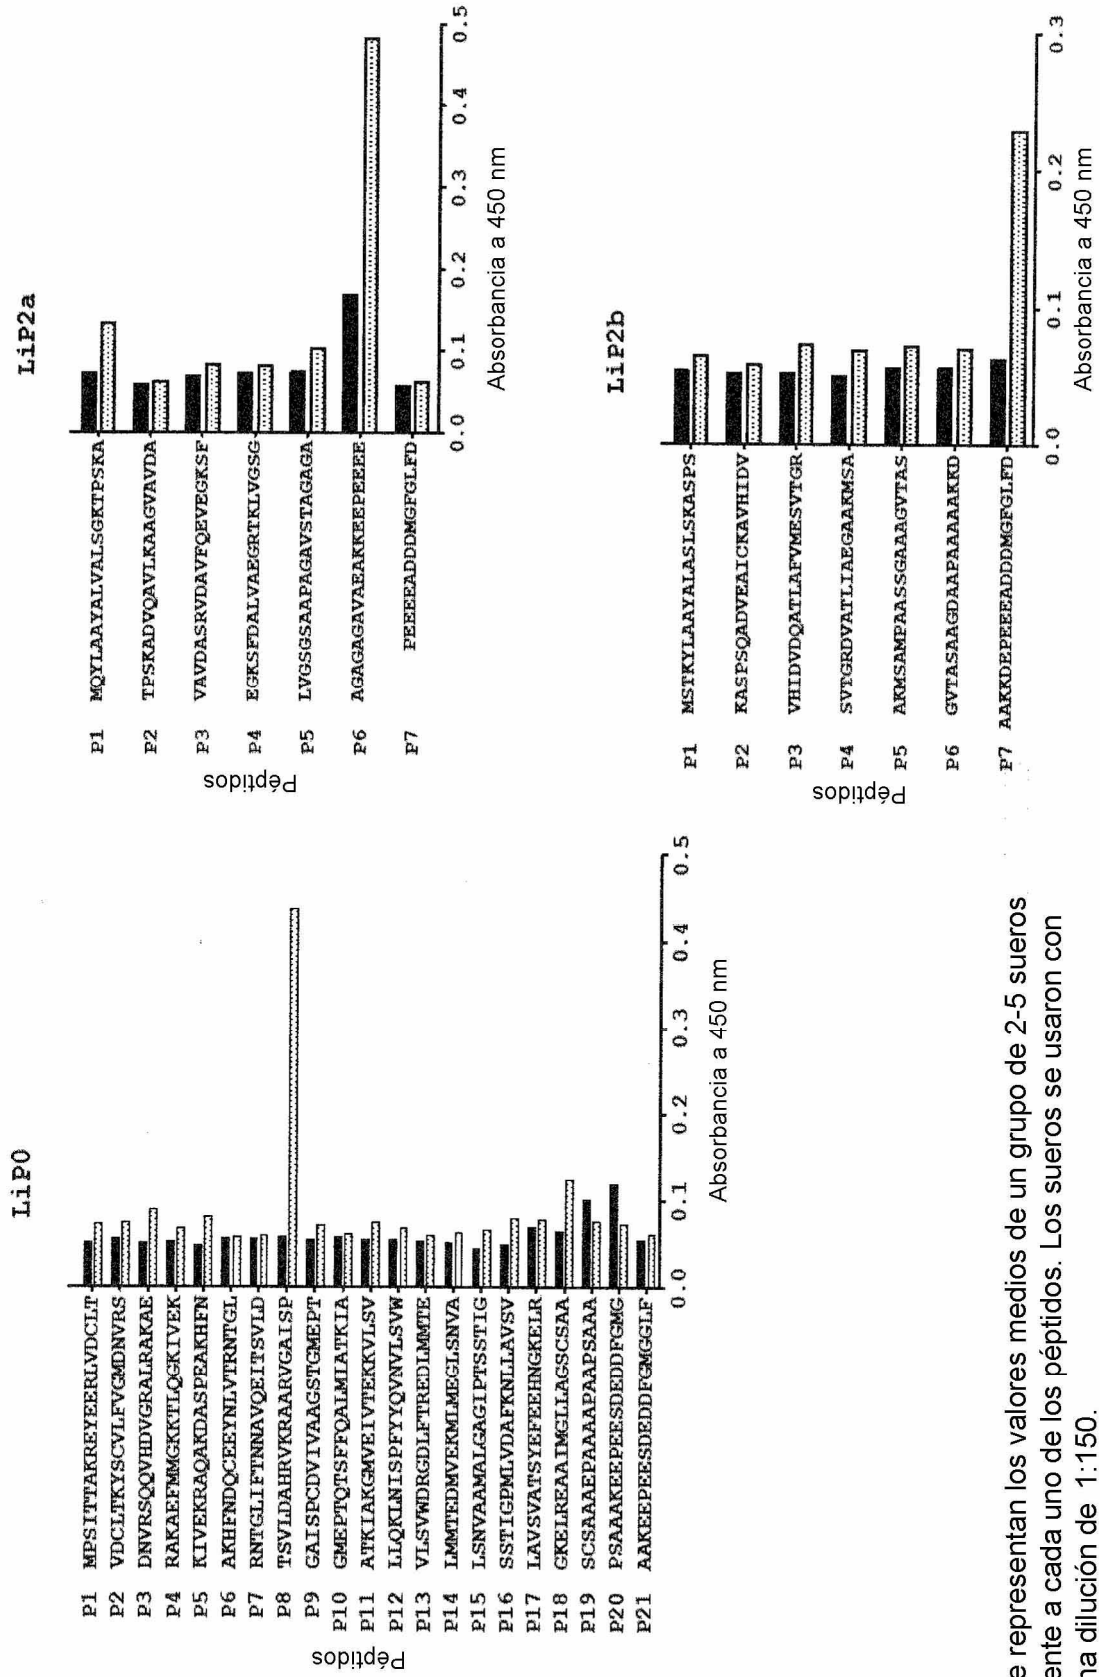 LiP0
Péptidos
P1 MPSITTAKREYEERLVDCLT
P2 VDCLTKYSCVLFVGMDNVRS
P3 DNVRSQQVHDVGRALRAKAE
P4 RAKAEFMMGKKTLQGKIVEK
P5 KIVEKRAQAKDASPEAKHFN
P6 AKHFNDQCEEYNLVTRNTGL
P7 RNTGLIFTNNAVQEITSVLD
P8 TSVLDAHRVKRAARVGAISP
P9 GAISPCDVIVAAGSTGMEPT
P10 GMEPTQTSFFQALMIATKIA
P11 ATKIAKGMVEIVTEKKVLSV
P12 LLQKLNISPFYYQVNVLSVW
P13 VLSVWDRGDLFTREDLMMTE
P14 LMMTEDMVEKMLMEGLSNVA
P15 LSNVAAMALGAGIPTSSTIG
P16 SSTIGPMLVDAFKNLLAVSV
P17 LAVSVATSYEFEEHNGKELR
P18 GKELREAAIMGLLAGSCSAA
P19 SCSAAAEPAAAAPAAPSAAA
P20 PSAAAKEEPEESDEDDFGMG
P21 AAKEEPEESDEDDFGMGGLF
0.0 0.1 0.2 0.3 0.4 0.5
Absorbancia a 450 nm
LiP2a
Péptidos
P1 MQYLAAYALVALSGKTPSKA
P2 TPSKADVQAVLKAAGVAVDA
P3 VAVDASRVDAVFQEVEGKSF
P4 EGKSFDALVAEGRTKLVGSG
P5 LVGSGSAAPAGAVSTAGAGA
P6 AGAGAGAVAEAKKEEPEEEE
P7 PEEEEADDDMGFGLFD
0.0 0.1 0.2 0.3 0.4 0.5
Absorbancia a 450 nm
LiP2b
Péptidos
P1 MSTKYLAAYALASLSKASPS
P2 KASPSQADVEAICKAVHIDV
P3 VHIDVDQATLAFVMESVTGR
P4 SVTGRDVATLIAEGAAKMSA
P5 AKMSAMPAASSGAAAGVTAS
P6 GVTASAAGDAAPAAAAAKKD
P7 AAKKDEPEEEADDDMGFGLFD
0.0 0.1 0.2 0.3
Absorbancia a 450 nm
e representan los valores medios de un grupo de 2-5 sueros
ente a cada uno de los péptidos. Los sueros se usaron con
na dilución de 1:150.